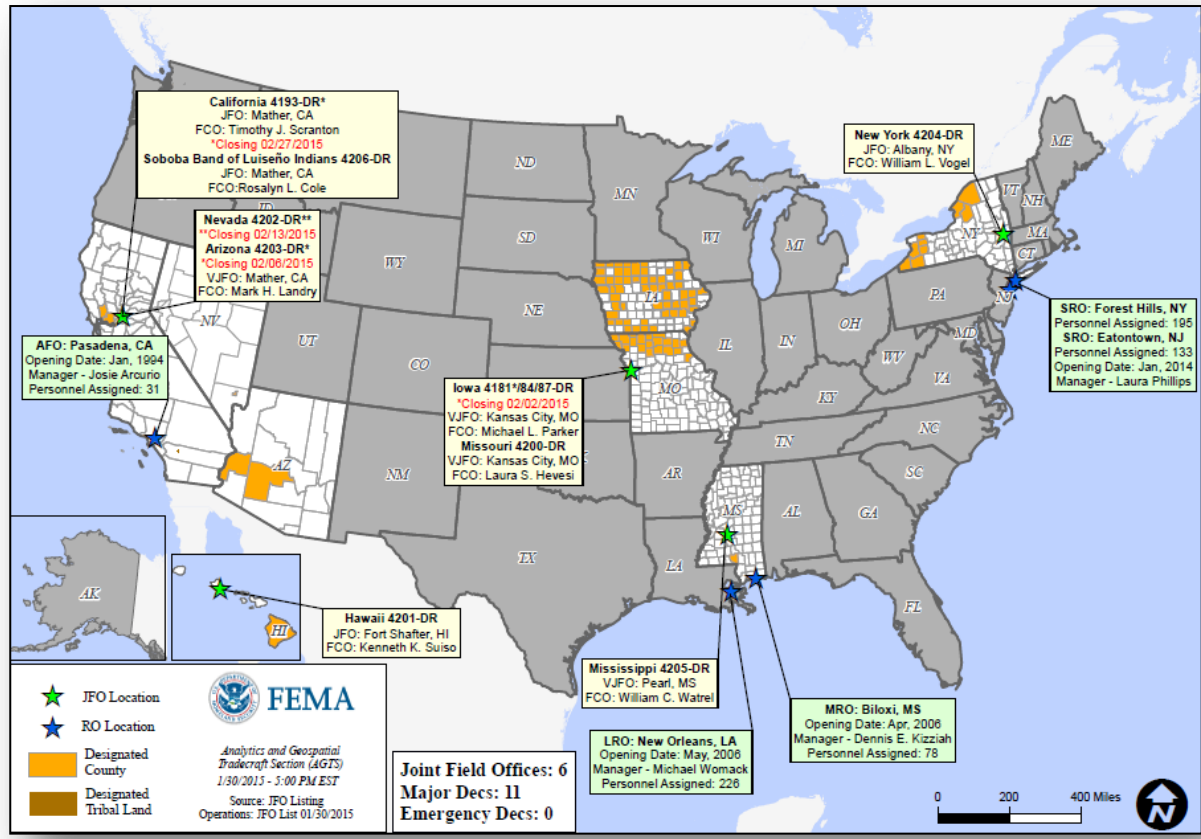 California 4193-DR*
JFO: Mather, CA
FCO: Timothy J. Scranton
*Closing 02/27/2015
Soboba Band of Luiseño Indians 4206-DR
JFO: Mather, CA
FCO:Rosalyn L. Cole
Nevada 4202-DR**
**Closing 02/13/2015
Arizona 4203-DR*
*Closing 02/06/2015
VJFO: Mather, CA
FCO: Mark H. Landry
AFO: Pasadena, CA
Opening Date: Jan, 1994
Manager - Josie Arcurio
Personnel Assigned: 31
New York 4204-DR
JFO: Albany, NY
FCO: William L. Vogel
SRO: Forest Hills, NY
Personnel Assigned: 195
SRO: Eatontown, NJ
Personnel Assigned: 133
Opening Date: Jan, 2014
Manager - Laura Phillips
Iowa 4181*/84/87-DR
*Closing 02/02/2015
VJFO: Kansas City, MO
FCO: Michael L. Parker
Missouri 4200-DR
VJFO: Kansas City, MO
FCO: Laura S. Hevesi
Hawaii 4201-DR
JFO: Fort Shafter, HI
FCO: Kenneth K. Suiso
Mississippi 4205-DR
VJFO: Pearl, MS
FCO: William C. Watrel
LRO: New Orleans, LA
Opening Date: May, 2006
Manager - Michael Womack
Personnel Assigned: 226
MRO: Biloxi, MS
Opening Date: Apr, 2006
Manager - Dennis E. Kizziah
Personnel Assigned: 78
ND
MN
SD
WI
MI
ME
VT
NH
NY
MA
CT
ID
WY
NE
IA
PA
NJ
NV
UT
CO
IL
IN
OH
WV
MD
VA
MO
KY
AZ
NM
AR
TN
NC
SC
MS
AL
GA
TX
LA
FL
AK
HI
JFO Location
RO Location
Designated
County
Designated
Tribal Land
FEMA
Analytics and Geospatial
Tradecraft Section (AGTS)
1/30/2015 - 5:00 PM EST
Source: JFO Listing
Operations: JFO List 01/30/2015
Joint Field Offices: 6
Major Decs: 11
Emergency Decs: 0
0 200 400 Miles
N